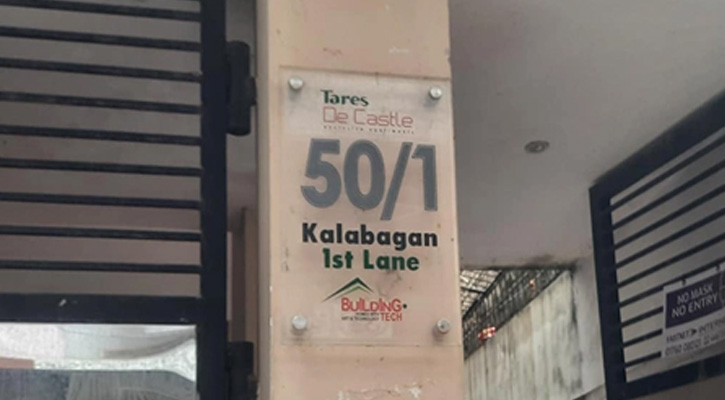 Tares
De Castle
50/1
Kalabagan
1st Lane
BUILDING
TECH
NO MASK
NO ENTRY